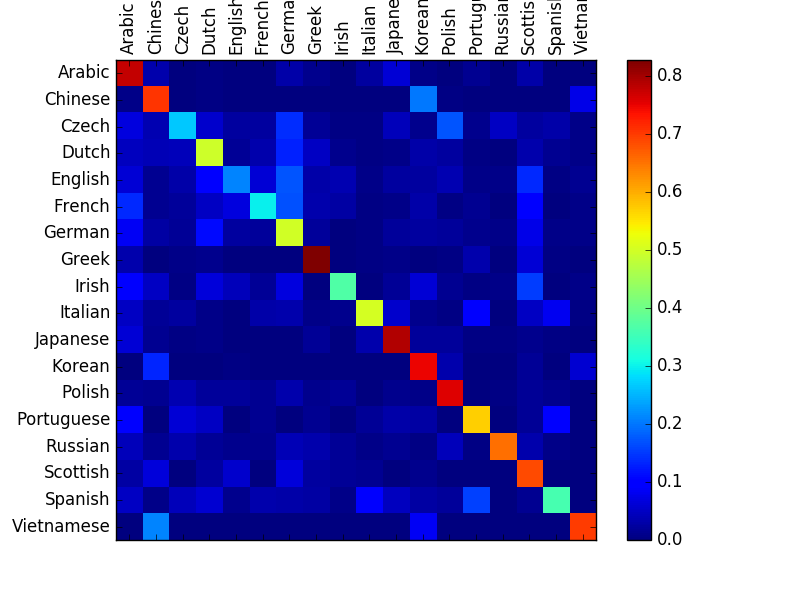 Arabic
Chines
Czech
Dutch
English
French
Germa
Greek
Irish
Italian
Japane
Korean
Polish
Portug
Russian
Scottis
Spanis
Vietnan
Arabic
Chinese
Czech
Dutch
English
French
German
Greek
Irish
Italian
Japanese
Korean
Polish
Portuguese
Russian
Scottish
Spanish
Vietnamese
0.8
0.7
0.6
0.5
0.4
0.3
0.2
0.1
0.0